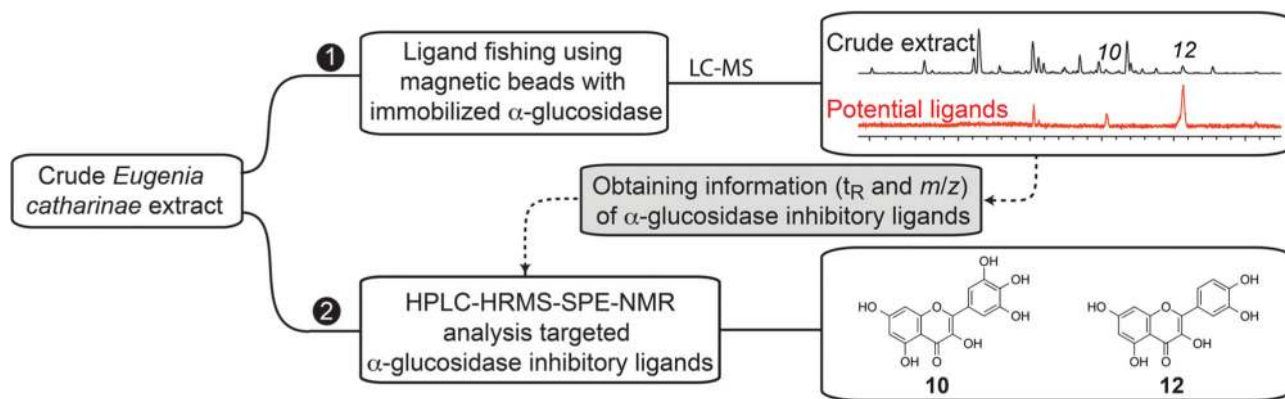 Crude Eugenia
catharinae extract
1
Ligand fishing using
magnetic beads with
immobilized α-glucosidase
LC-MS
Crude extract
10
12
Potential ligands
Obtaining information (tR and m/z)
of α-glucosidase inhibitory ligands
2
HPLC-HRMS-SPE-NMR
analysis targeted
α-glucosidase inhibitory ligands
OH
OH
HO
O
OH
OH
OH
O
10
OH
HO
O
OH
OH
OH
O
12